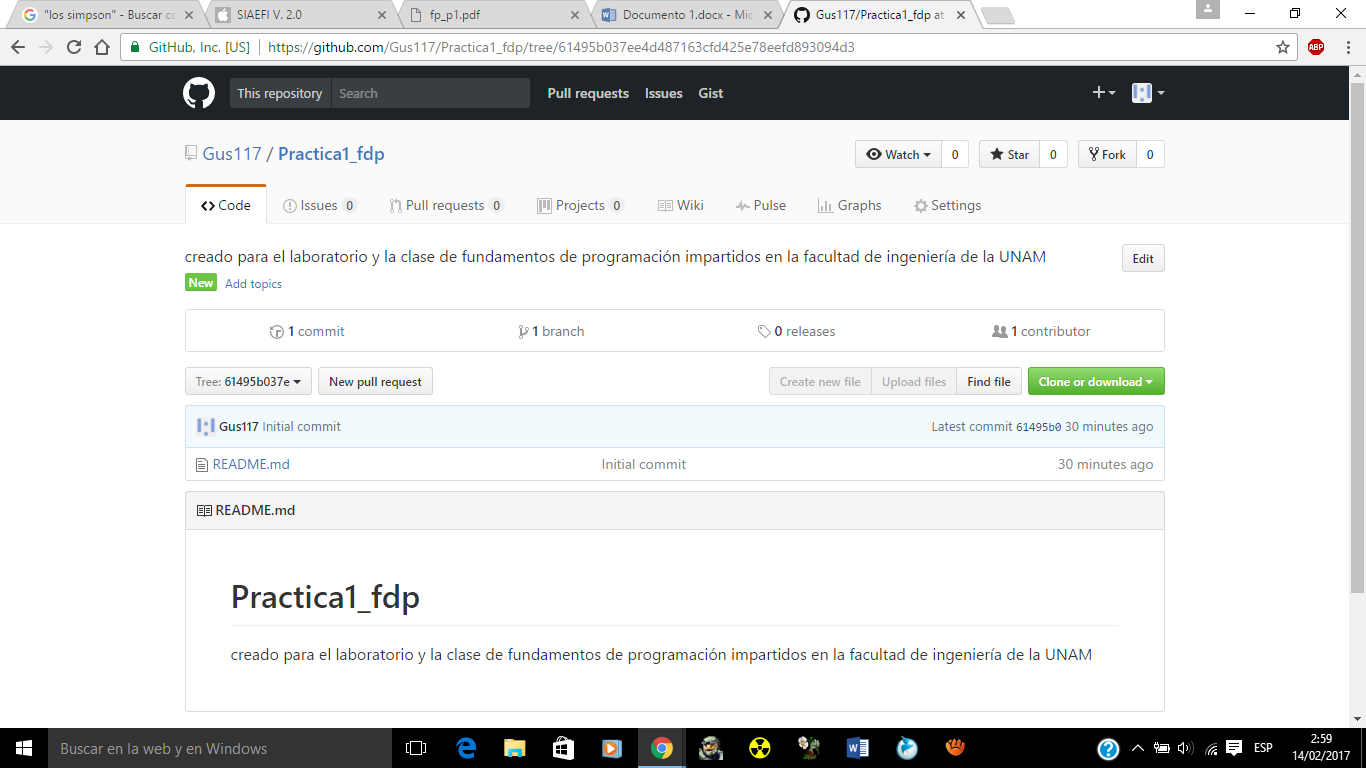 "los simpson" - Buscar co
SIAEFI V. 2.0
fp_p1.pdf
Documento 1.docx - Mic
Gus117/Practica1_fdp at
GitHub, Inc. [US] https://github.com/Gus117/Practica1_fdp/tree/61495b037ee4d487163cfd425e78eefd893094d3
ABP
This repository Search Pull requests Issues Gist
Gus117 / Practica1_fdp
Watch 0 Star 0 Fork 0
Code Issues 0 Pull requests 0 Projects 0 Wiki Pulse Graphs Settings
creado para el laboratorio y la clase de fundamentos de programación impartidos en la facultad de ingeniería de la UNAM
Edit
New Add topics
1 commit 1 branch 0 releases 1 contributor
Tree: 61495b037e New pull request Create new file Upload files Find file Clone or download
Gus117 Initial commit Latest commit 61495b0 30 minutes ago
README.md Initial commit 30 minutes ago
README.md
Practica1_fdp
creado para el laboratorio y la clase de fundamentos de programación impartidos en la facultad de ingeniería de la UNAM
Buscar en la web y en Windows
ESP
2:59
14/02/2017